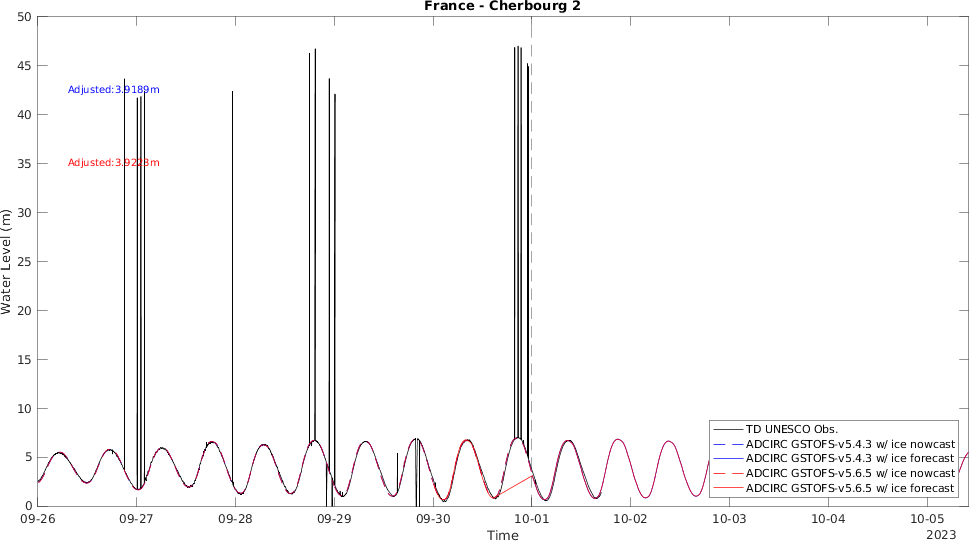 France - Cherbourg 2
50
45
40
35
30
25
20
15
10
5
0
Water Level (m)
Adjusted:3.9189m
Adjusted:3.9223m
TD UNESCO Obs.
ADCIRC GSTOFS-v5.4.3 w/ ice nowcast
ADCIRC GSTOFS-v5.4.3 w/ ice forecast
ADCIRC GSTOFS-v5.6.5 w/ ice nowcast
ADCIRC GSTOFS-v5.6.5 w/ ice forecast
09-26 09-27 09-28 09-29 09-30 10-01 10-02 10-03 10-04 10-05
Time
2023